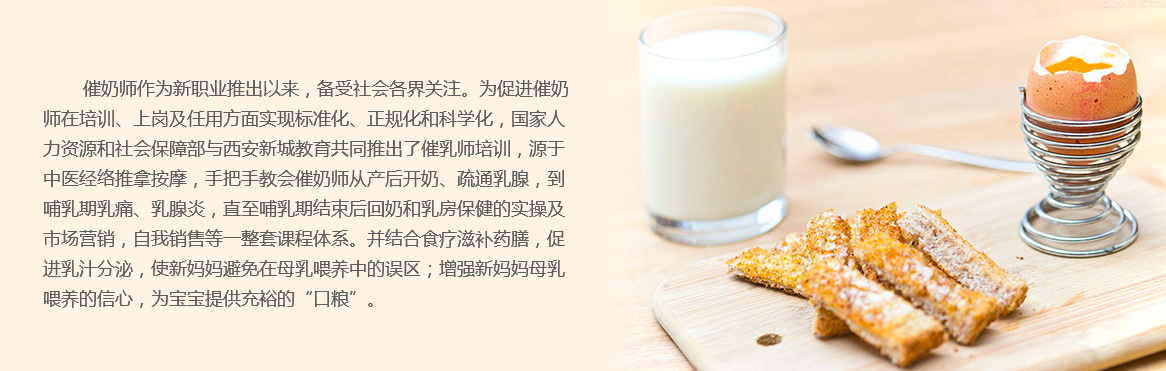 催奶师作为新职业推出以来，备受社会各界关注。为促进催奶
师在培训、上岗及任用方面实现标准化、正规化和科学化，国家人
力资源和社会保障部与西安新城教育共同推出了催乳师培训，源于
中医经络推拿按摩，手把手教会催奶师从产后开奶、疏通乳腺，到
哺乳期乳痛、乳腺炎，直至哺乳期结束后回奶和乳房保健的实操及
市场营销，自我销售等一整套课程体系。并结合食疗滋补药膳，促
进乳汁分泌，使新妈妈避免在母乳喂养中的误区；增强新妈妈母乳
喂养的信心，为宝宝提供充裕的“口粮”。